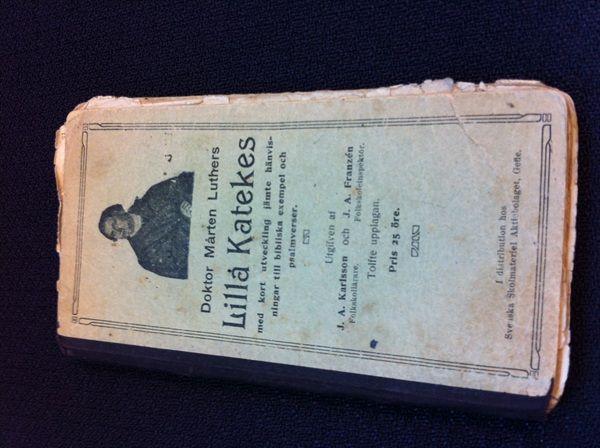 Doktor Mårten Luthers
Lilla Katekes
med kort utveckling jämte hänvis-
ningar till bibliska exempel och
psalmverser.
Utgifven af
J. A. Karlsson och J. A. Franzén
Folkskollärare. Folkskoleinspektör.
Tolfte upplagan.
Pris 25 öre.
I distribution hos
Svenska Skolmateriel Aktiebolaget, Gefle.